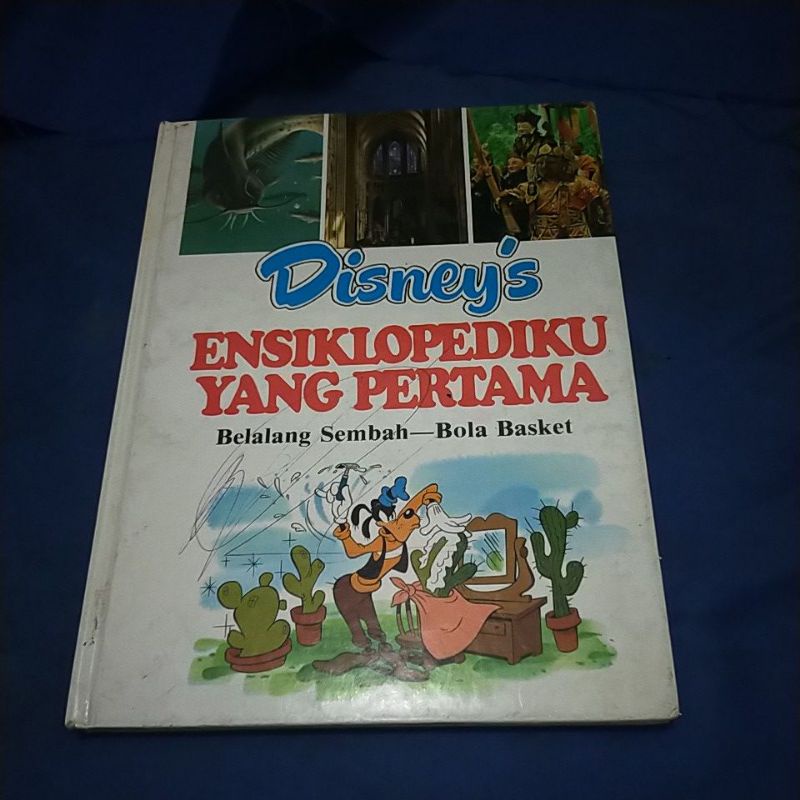 Disney's
ENSIKLOPEDIKU
YANG PERTAMA
Belalang Sembah—Bola Basket